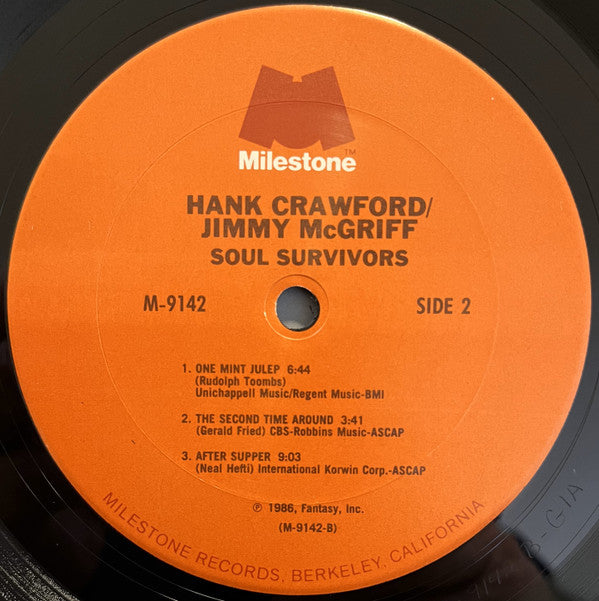 Milestone™
HANK CRAWFORD/
JIMMY McGRIFF
SOUL SURVIVORS
M-9142
SIDE 2
1. ONE MINT JULEP 6:44
(Rudolph Toombs)
Unichappell Music/Regent Music-BMI
2. THE SECOND TIME AROUND 3:41
(Gerald Fried) CBS-Robbins Music-ASCAP
3. AFTER SUPPER 9:03
(Neal Hefti) International Korwin Corp.-ASCAP
℗ 1986, Fantasy, Inc.
(M-9142-B)
MILESTONE RECORDS, BERKELEY, CALIFORNIA